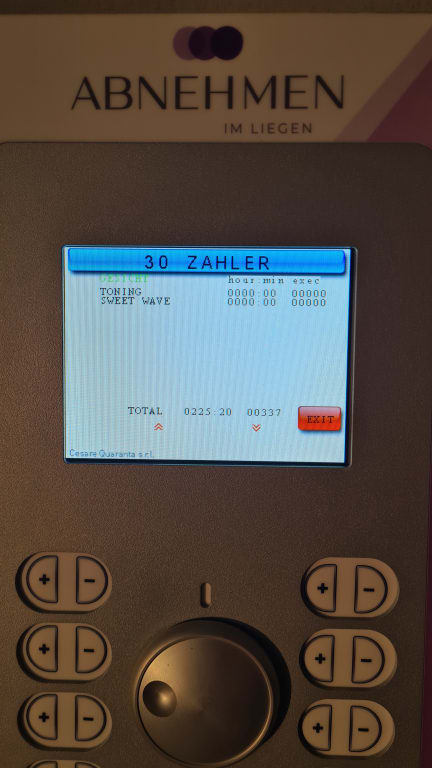 ABNEHMEN
IM LIEGEN
30 ZAHLER
GESICHT hour:min exec
TONING 0000:00 00000
SWEET WAVE 0000:00 00000
TOTAL 0225:20 00337
EXIT
Cesare Quaranta s.r.l.
+ - + -
+ - + -
+ - + -